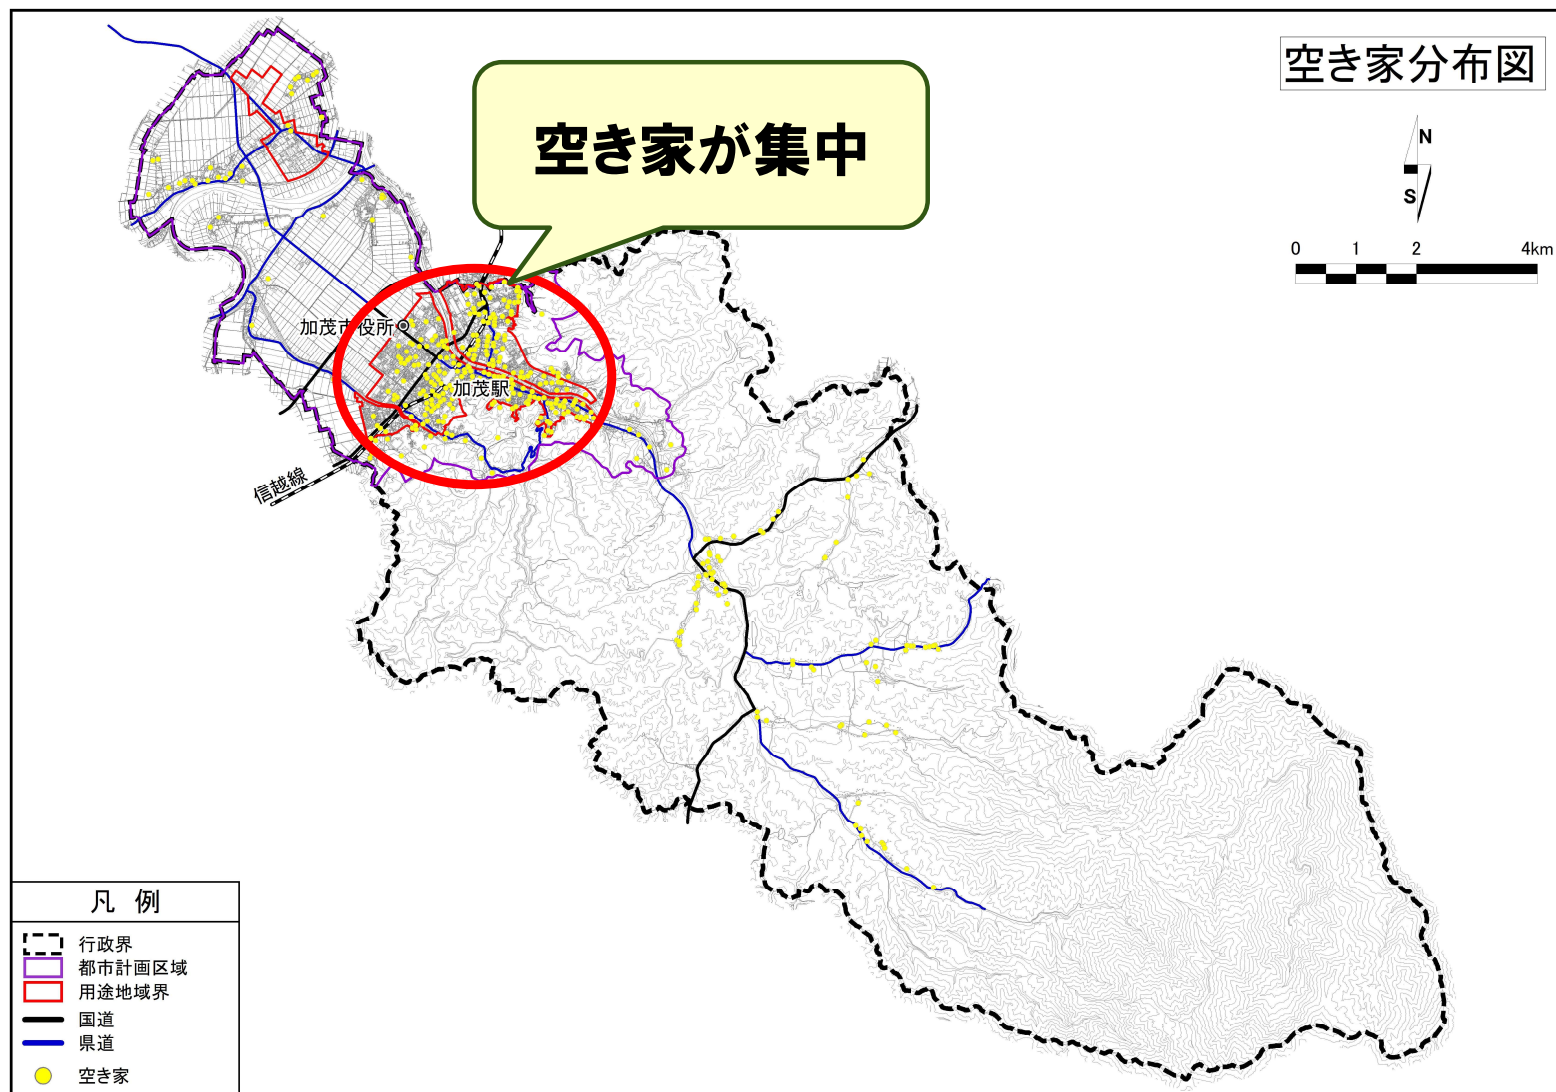 空き家分布図
空き家が集中
N
S
0 1 2 4km
加茂市役所
加茂駅
信越線
凡 例
行政界
都市計画区域
用途地域界
国道
県道
空き家